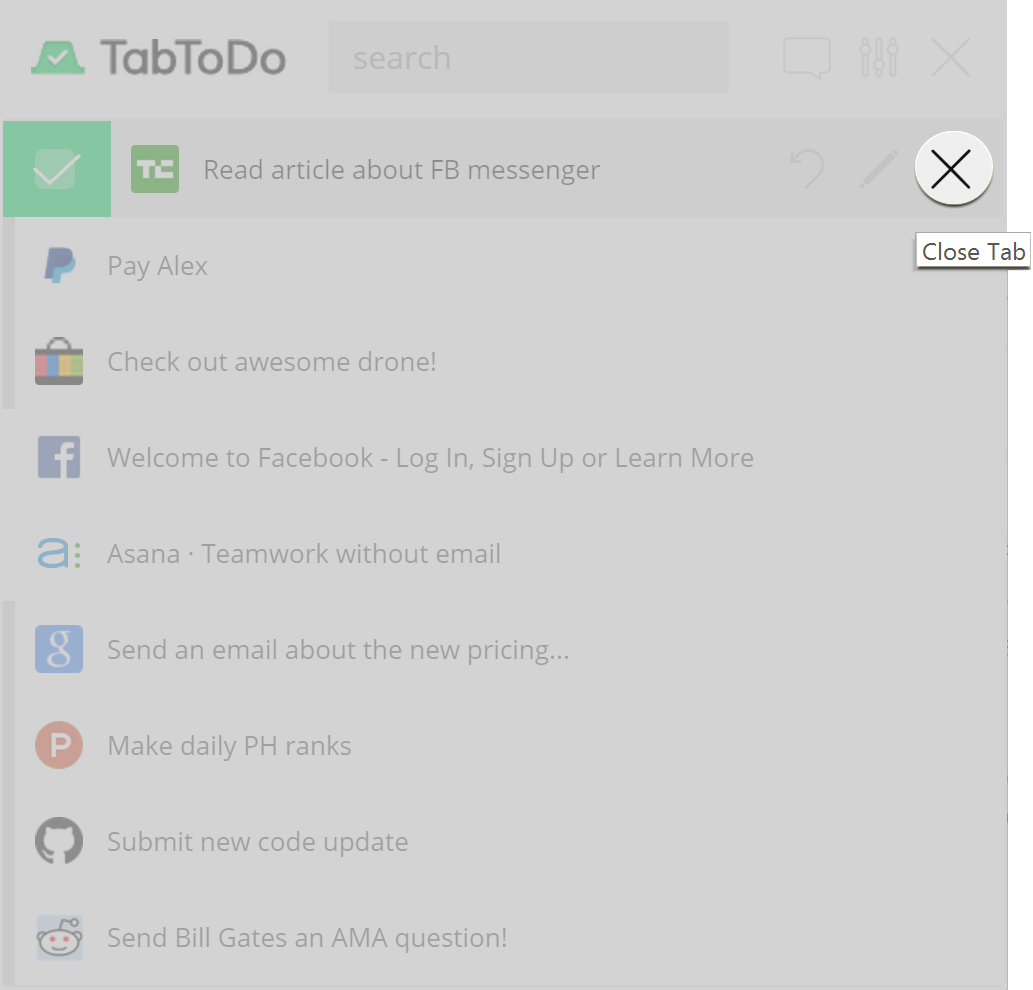 TabToDo
search
TC Read article about FB messenger
Close Tab
Pay Alex
Check out awesome drone!
f Welcome to Facebook - Log In, Sign Up or Learn More
a: Asana · Teamwork without email
g Send an email about the new pricing...
P Make daily PH ranks
Submit new code update
Send Bill Gates an AMA question!